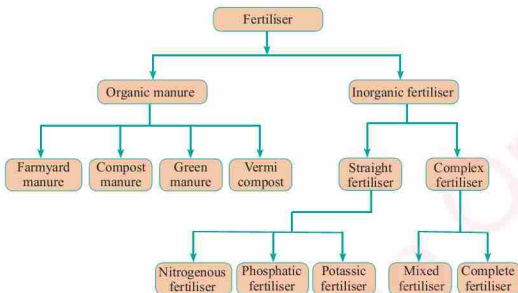 Fertiliser
Organic manure
Inorganic fertiliser
Farmyard
manure
Compost
manure
Green
manure
Vermi
compost
Straight
fertiliser
Complex
fertiliser
Nitrogenous
fertiliser
Phosphatic
fertiliser
Potassic
fertiliser
Mixed
fertiliser
Complete
fertiliser